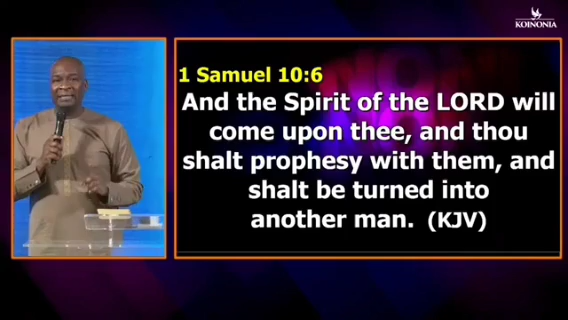 KOINONIA
1 Samuel 10:6
And the Spirit of the LORD will
come upon thee, and thou
shalt prophesy with them, and
shalt be turned into
another man. (KJV)